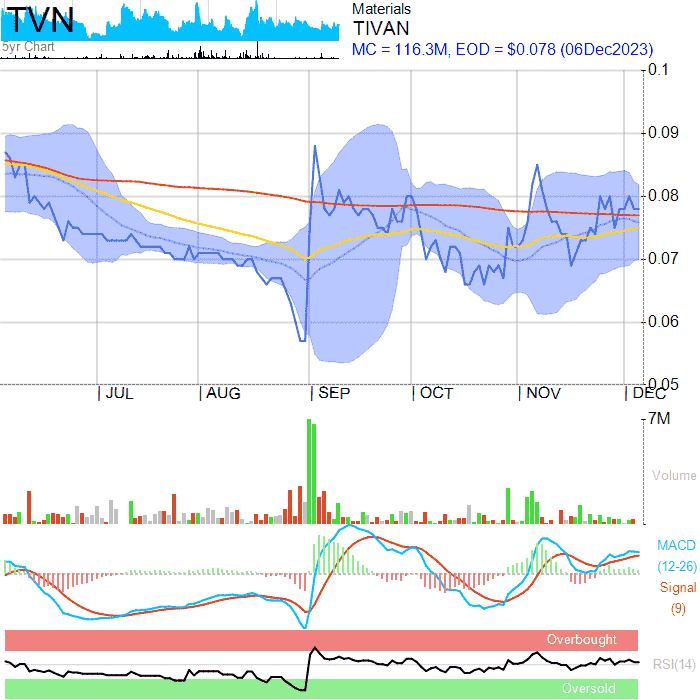 TVN
5yr Chart
Materials
TIVAN
MC = 116.3M, EOD = $0.078 (06Dec2023)
0.1
0.09
0.08
0.07
0.06
0.05
JUL AUG SEP OCT NOV DEC
7M
Volume
MACD
(12-26)
Signal
(9)
Overbought
RSI(14)
Oversold